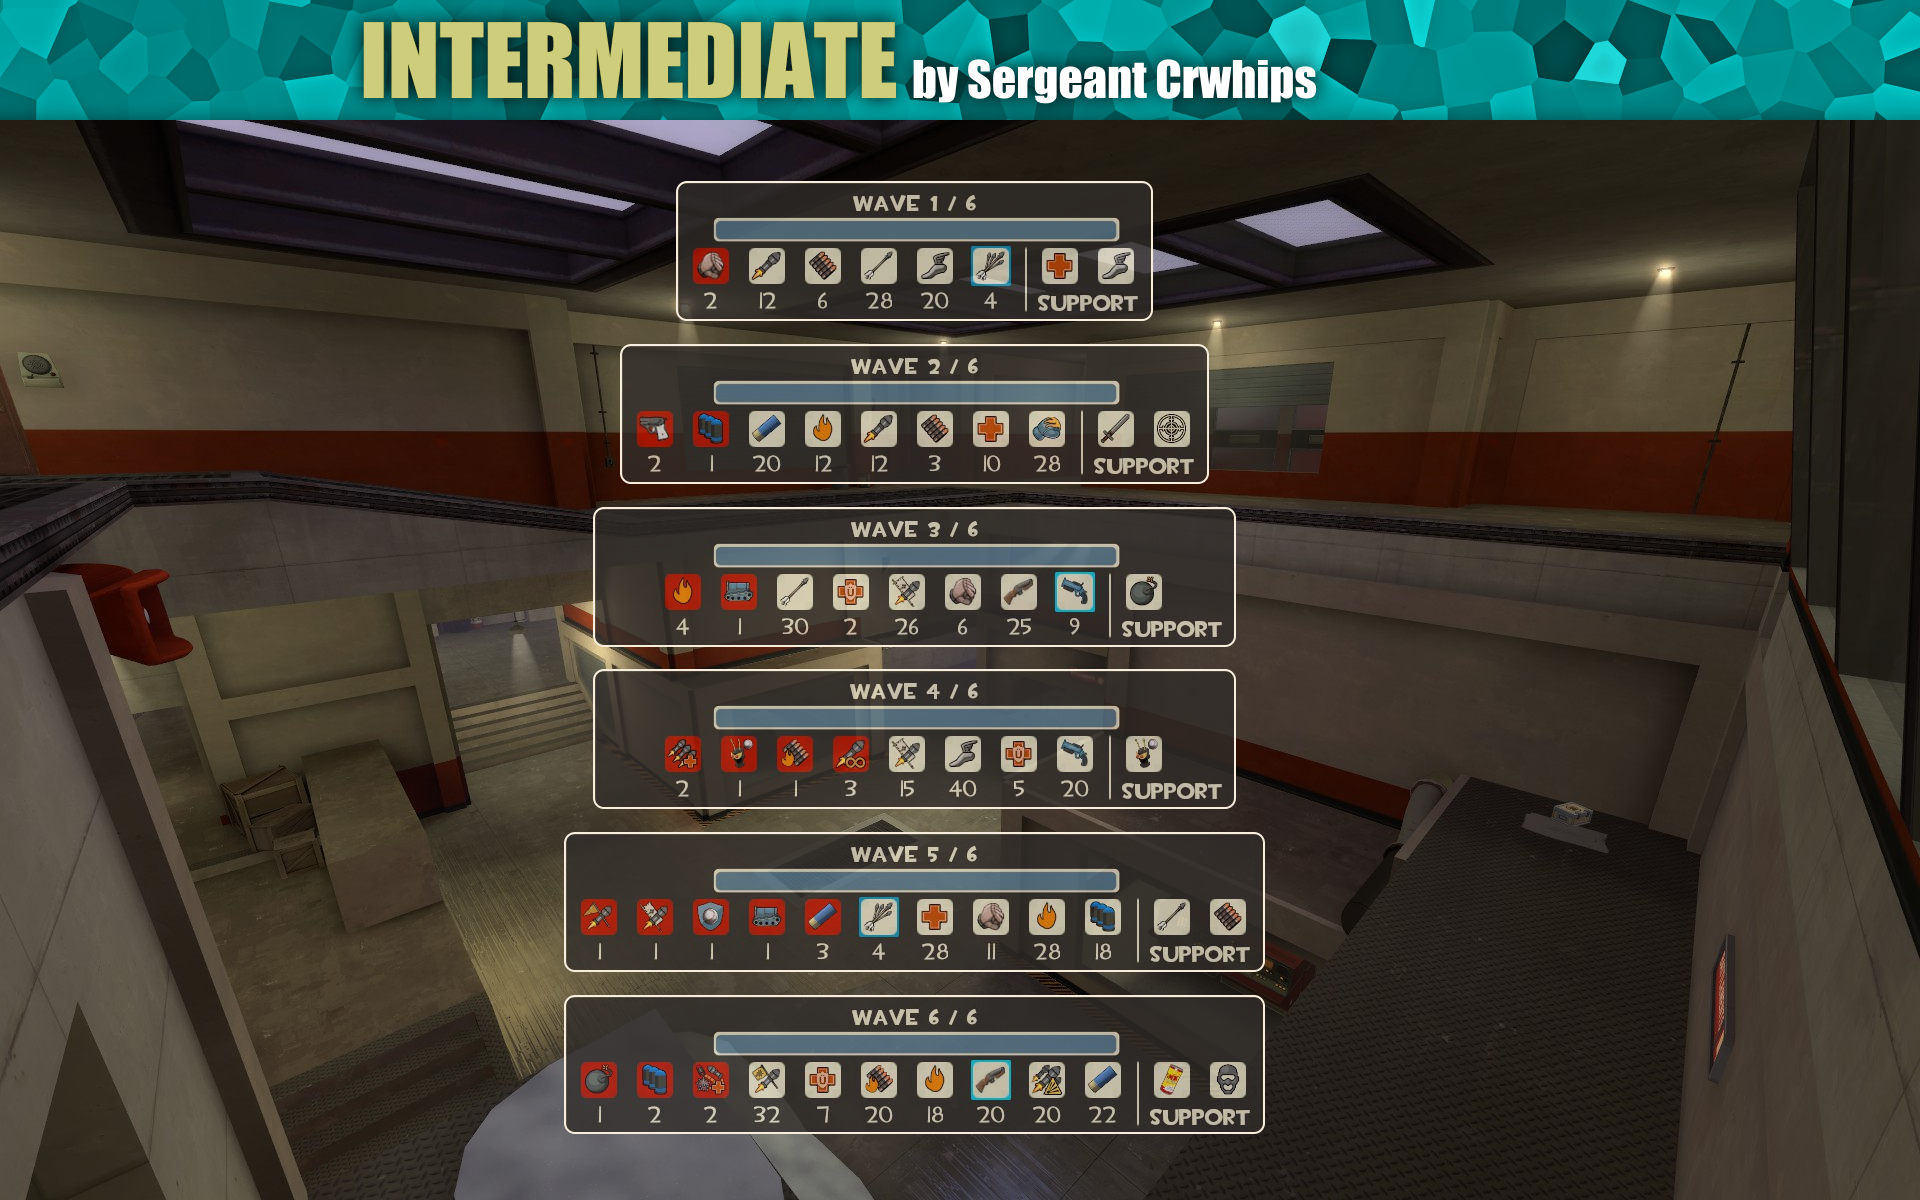 INTERMEDIATE by Sergeant Crwhips
WAVE 1 / 6
2 12 6 28 20 4 SUPPORT
WAVE 2 / 6
2 1 20 12 12 3 10 28 SUPPORT
WAVE 3 / 6
4 1 30 2 26 6 25 9 SUPPORT
WAVE 4 / 6
2 1 1 3 15 40 5 20 SUPPORT
WAVE 5 / 6
1 1 1 1 3 4 28 11 28 18 SUPPORT
WAVE 6 / 6
1 2 2 32 7 20 18 20 20 22 SUPPORT